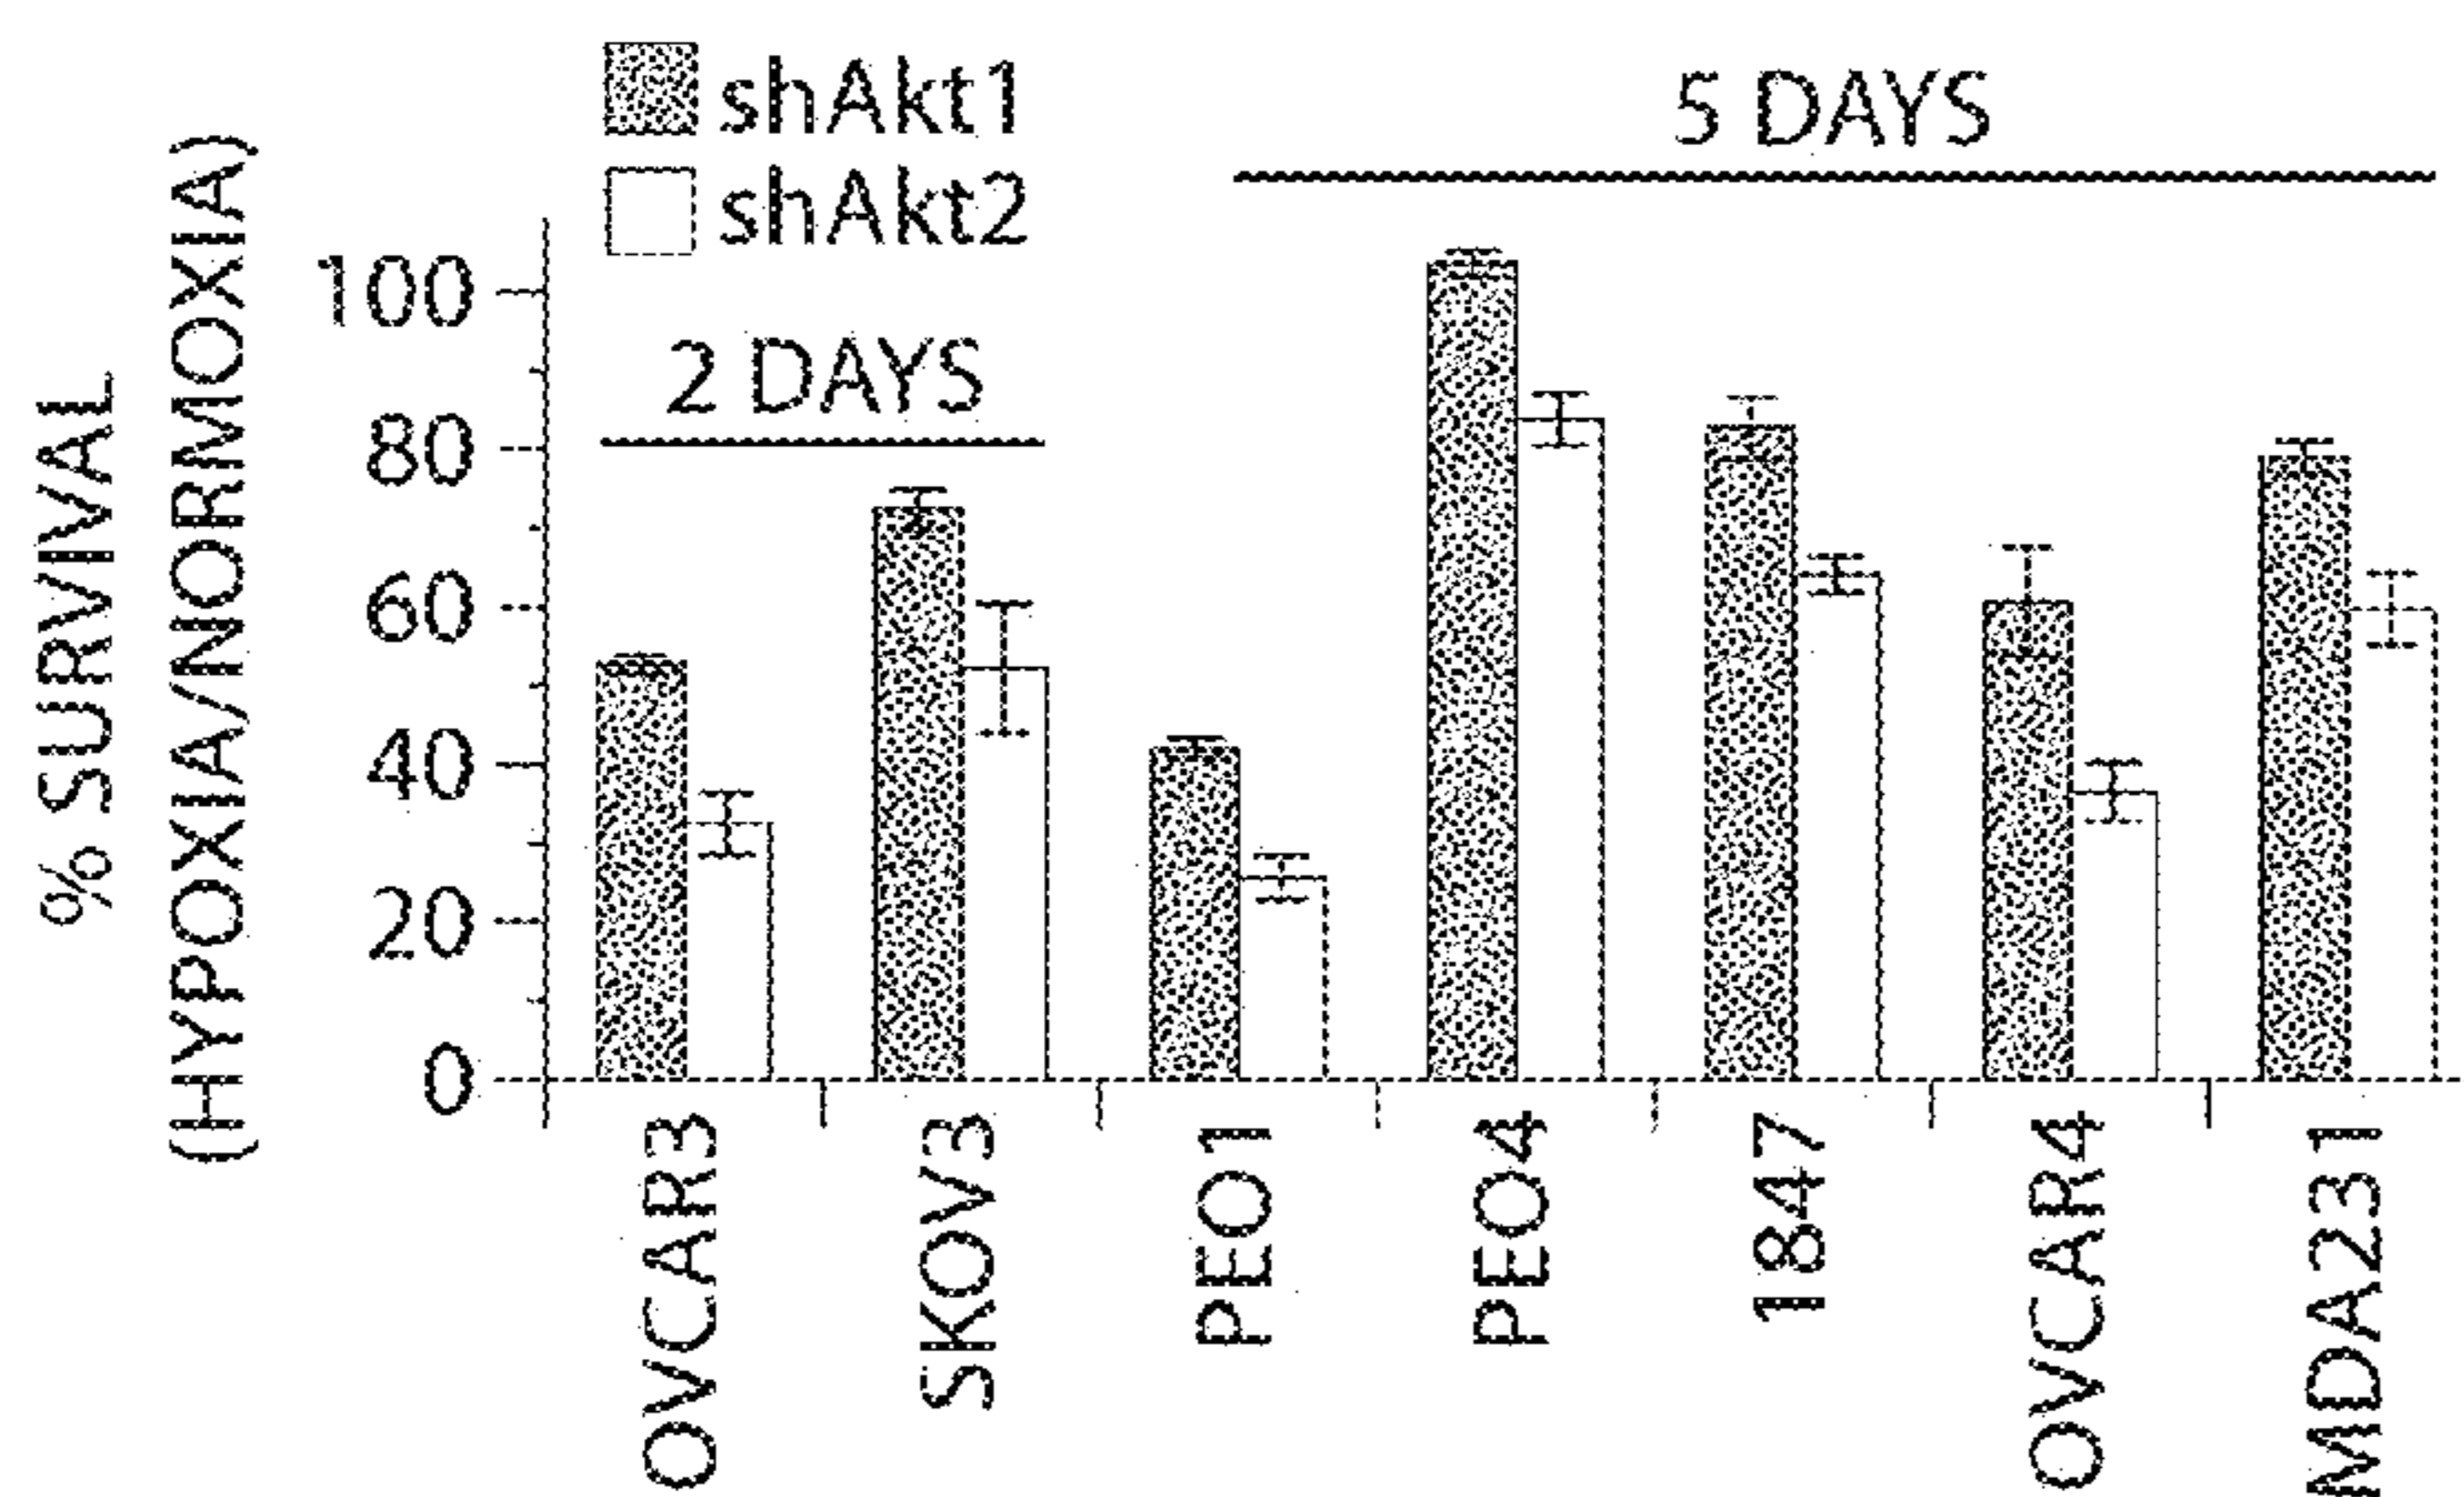 shAkt1
shAkt2
5 DAYS
2 DAYS
% SURVIVAL
(HYPOXIA/NORMOXIA)
100
80
60
40
20
0
OVCAR3
SKOV3
PEO1
PEO4
1847
OVCAR4
MDA231